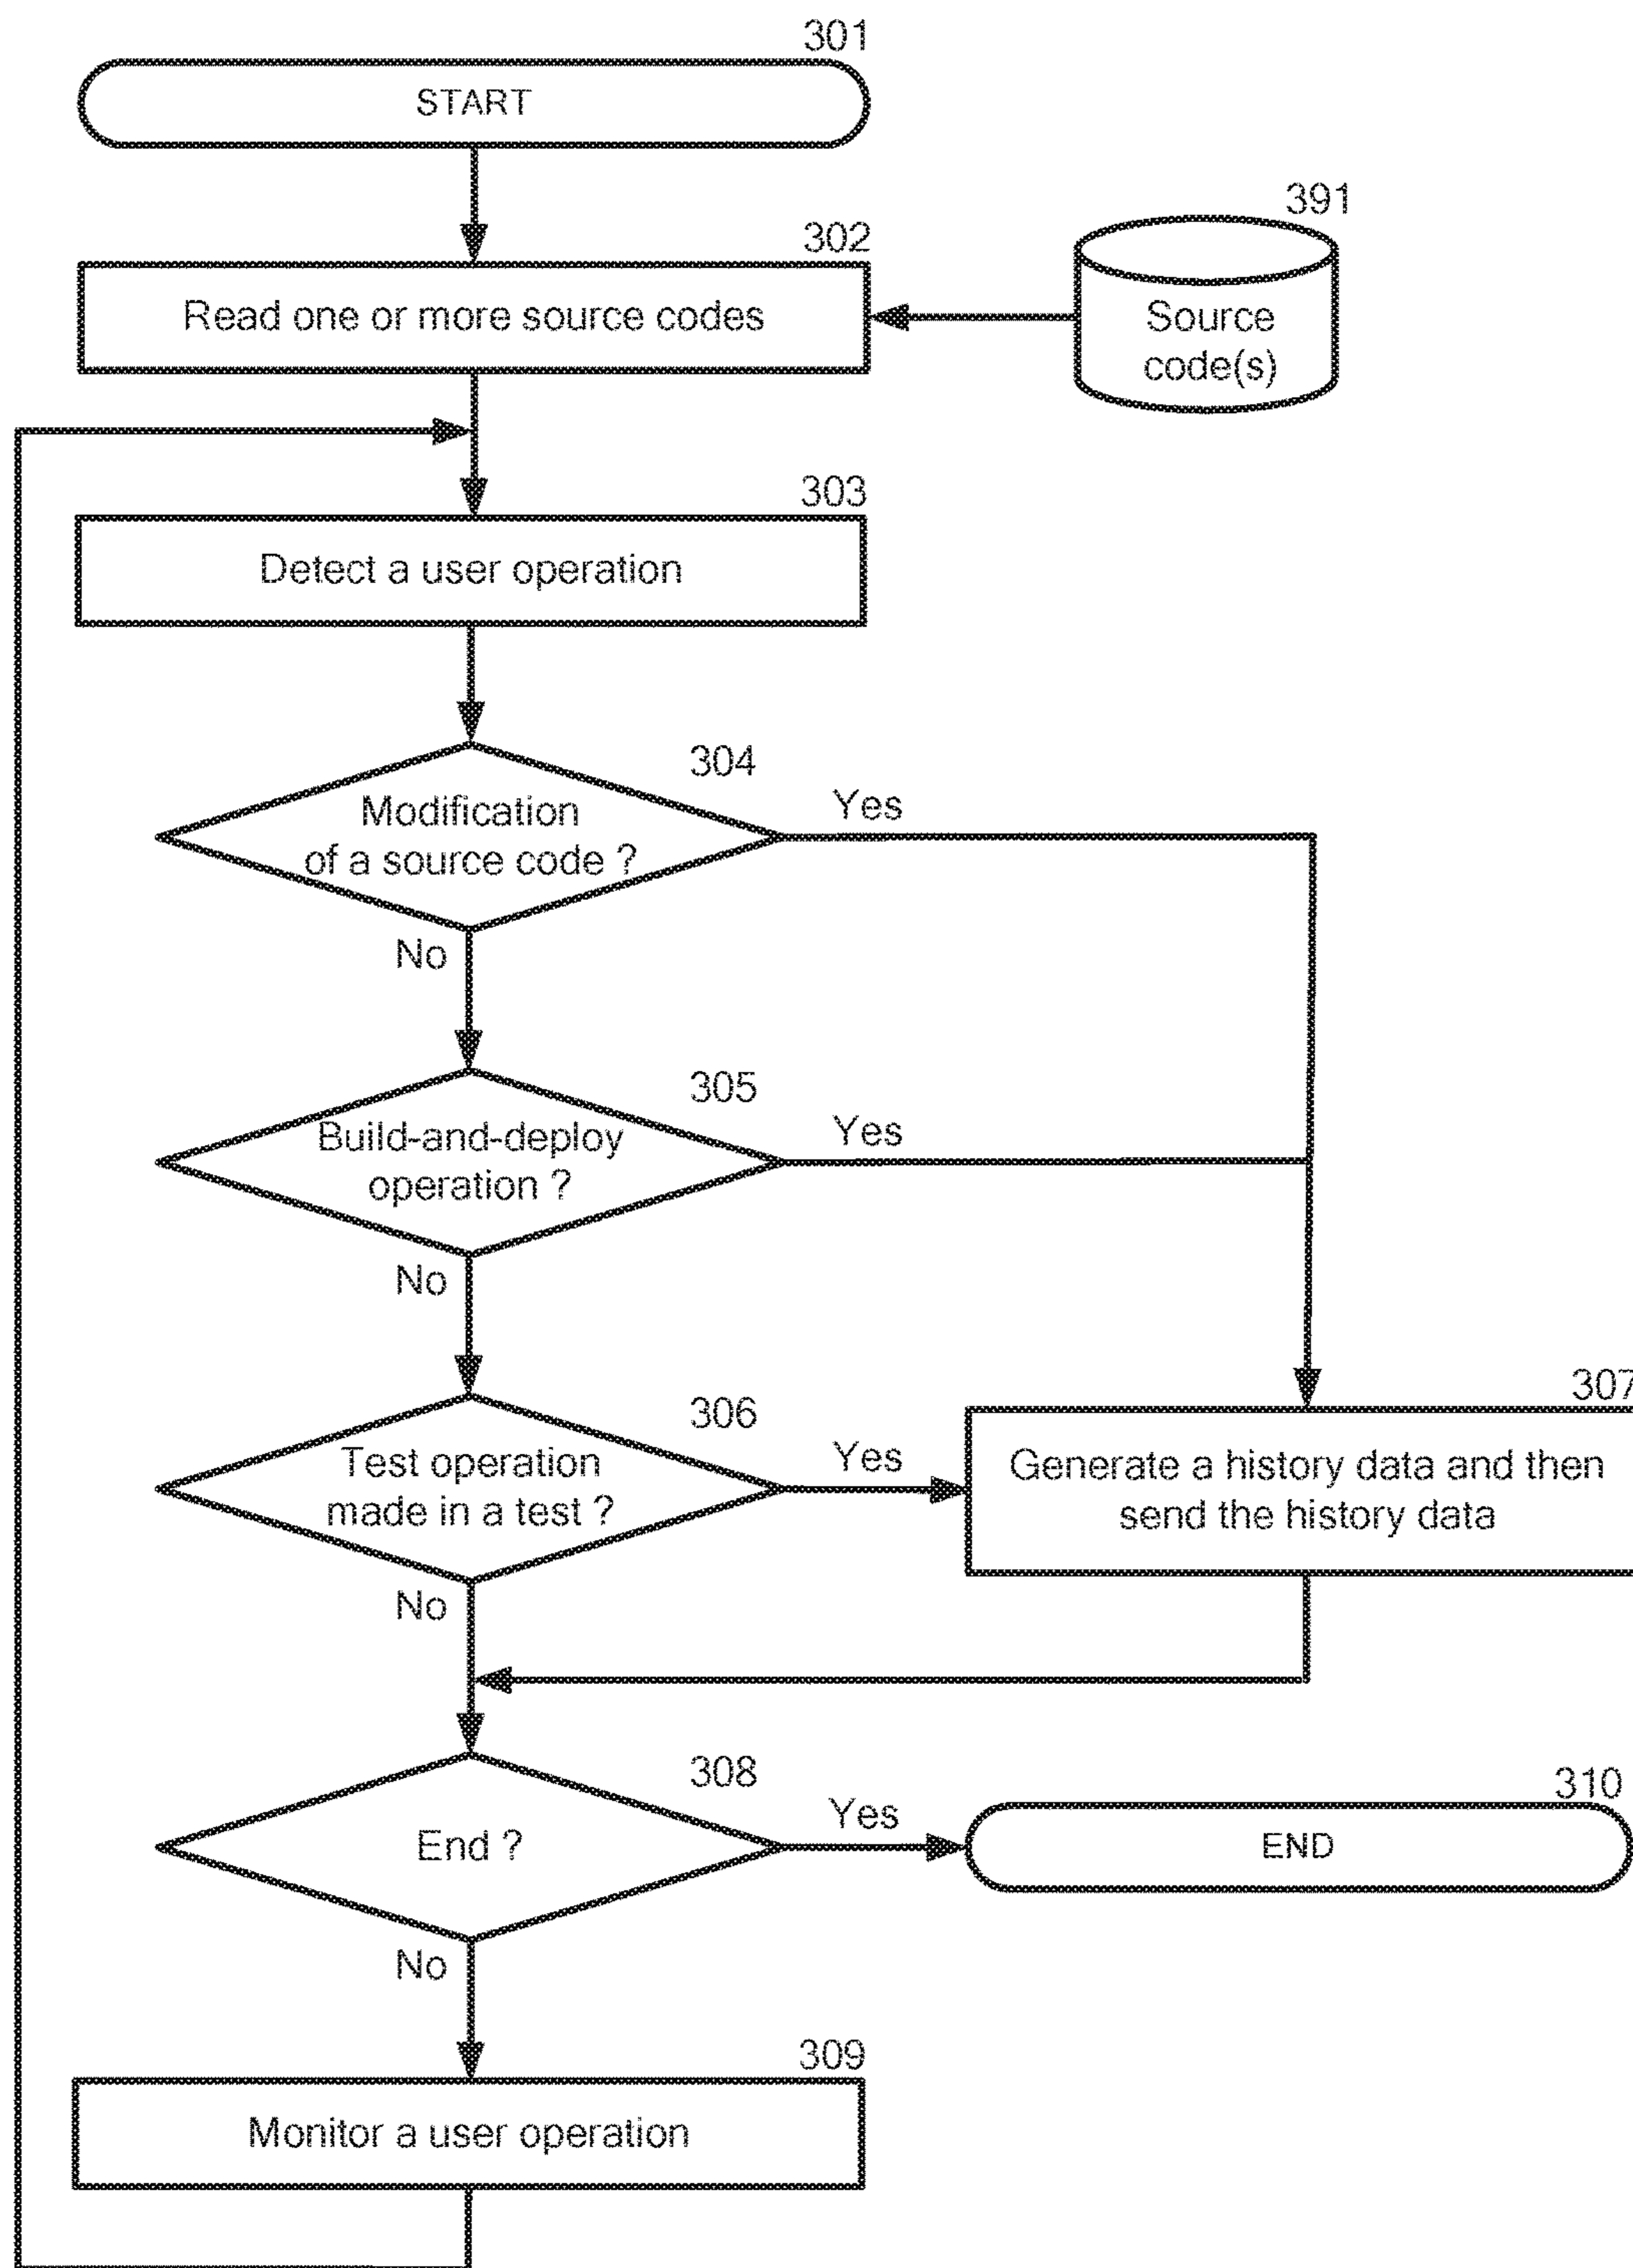 301
START
391
302
Read one or more source codes
Source
code(s)
303
Detect a user operation
304
Modification
of a source code ?
Yes
No
305
Build-and-deploy
operation ?
Yes
No
306
Test operation
made in a test ?
Yes
307
Generate a history data and then
send the history data
No
308
End ?
Yes
310
END
No
309
Monitor a user operation